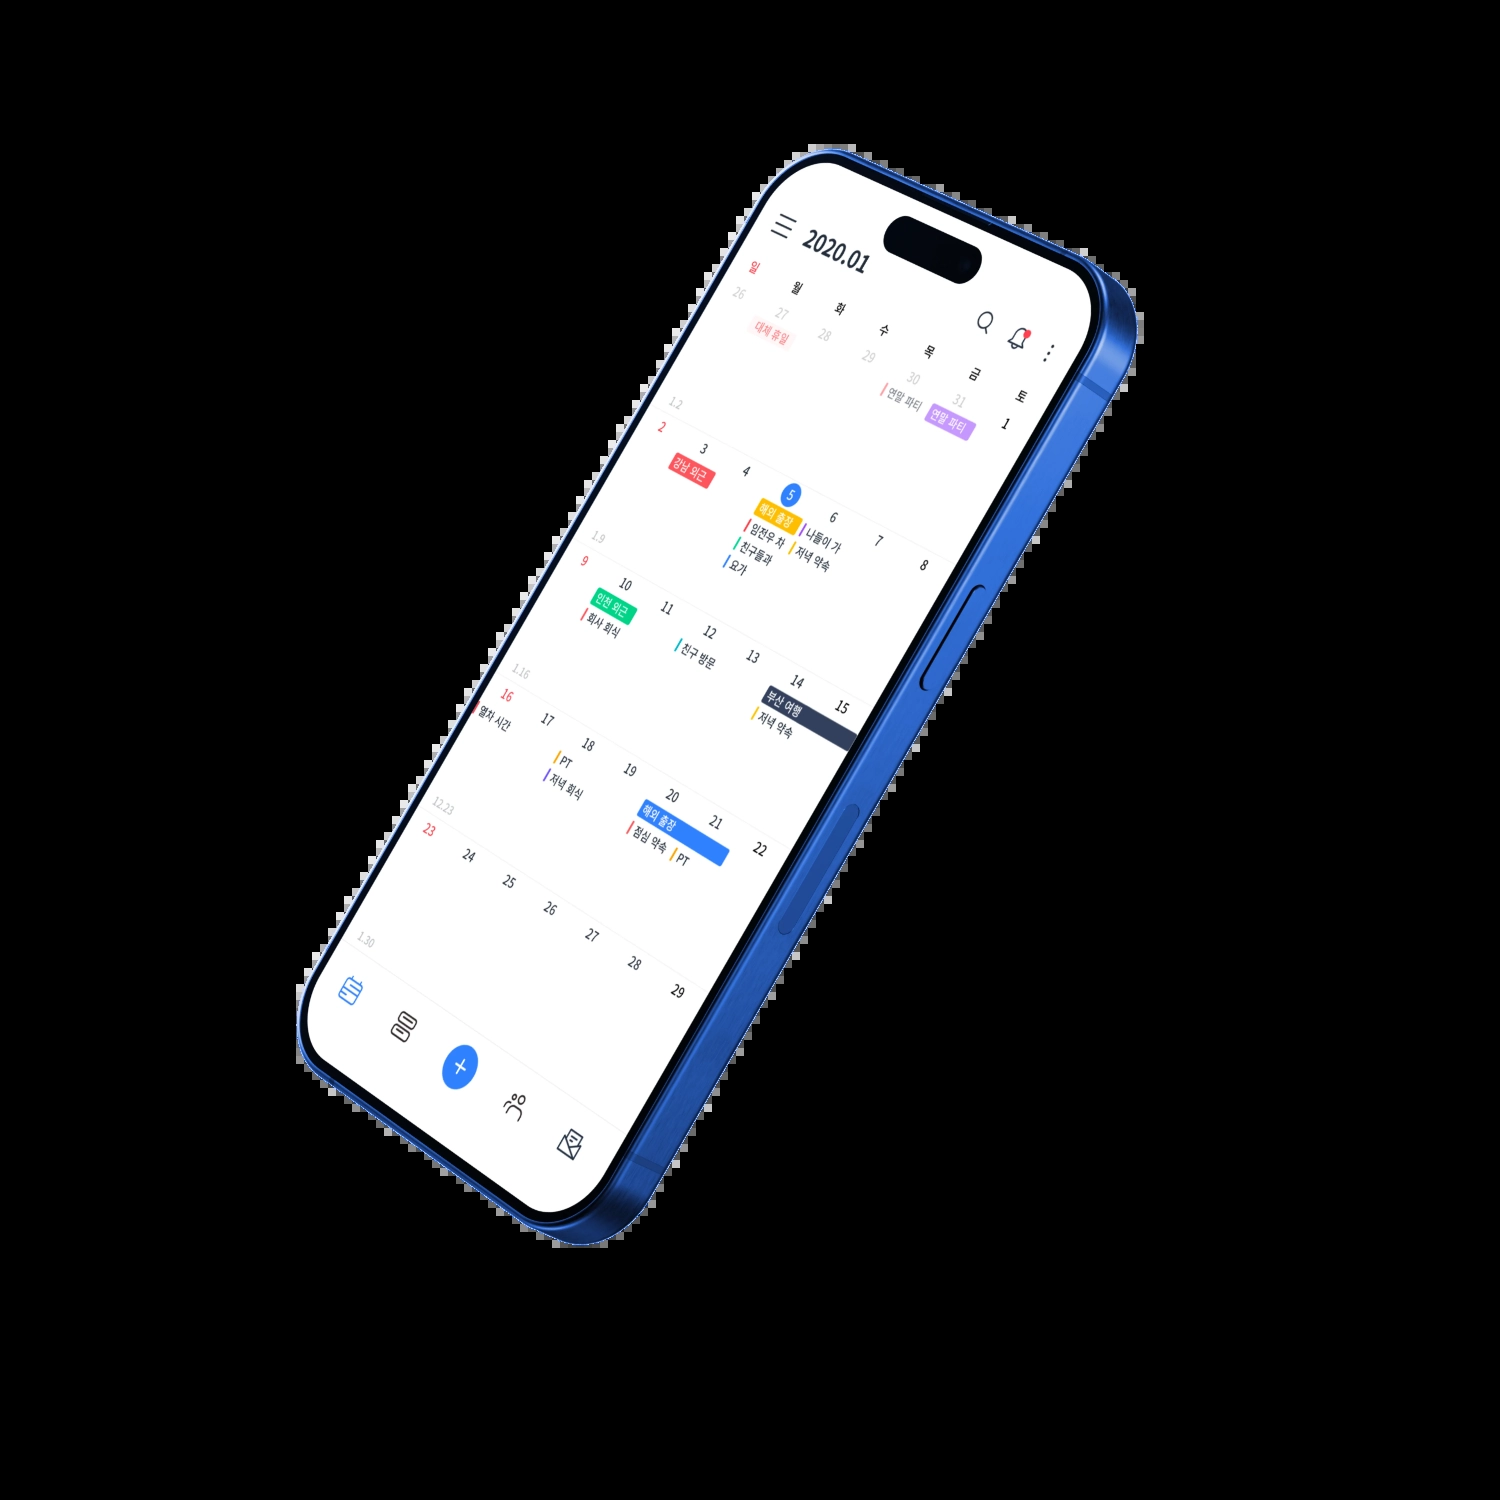 2020.01
일 월 화 수 목 금 토
26 27 28 29 30 31 1
대체 휴일 연말 파티 연말 파티
1.2
2 3 4 5 6 7 8
강남 외근 해외 출장 나들이 가
임전우 차 저녁 약속
친구들과
요가
1.9
9 10 11 12 13 14 15
인천 외근 부산 여행
회사 회식 친구 방문 저녁 약속
1.16
16 17 18 19 20 21 22
열차 시간 PT 해외 출장
저녁 회식 점심 약속 PT
12.23
23 24 25 26 27 28 29
1.30